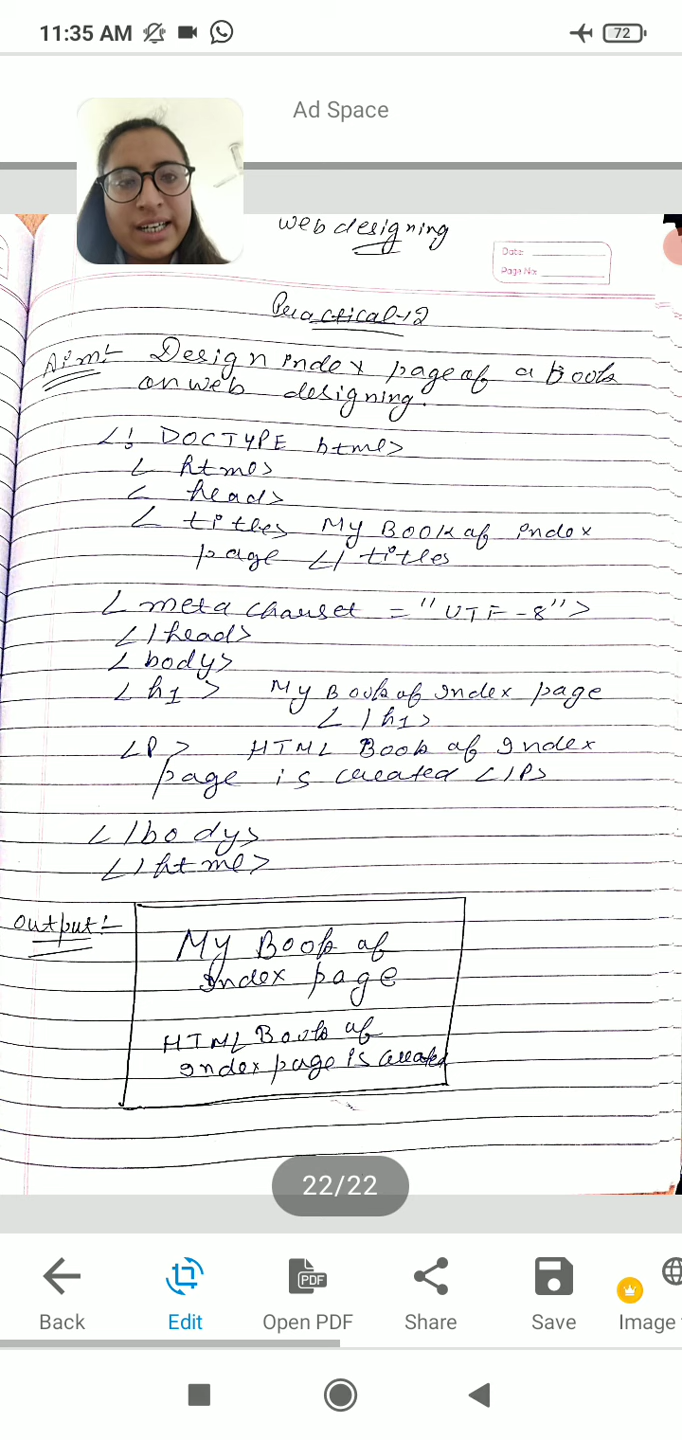 11:35 AM
72
Ad Space
web designing
Date
Page No
Practical-12
Aim:- Design index page of a Book
on web designing.
<! DOCTYPE html>
< html>
< head>
< title> My Book of index
page </ title>
< meta charset = "UTF-8">
</head>
< body>
< h1 > My Book of Index page
< /h1>
<P> HTML Book of Index
page is created </P>
</body>
</html>
Output:-
My Book of
Index page
HTML Book of
Index page is created
22/22
Back
Edit
PDF
Open PDF
Share
Save
Image